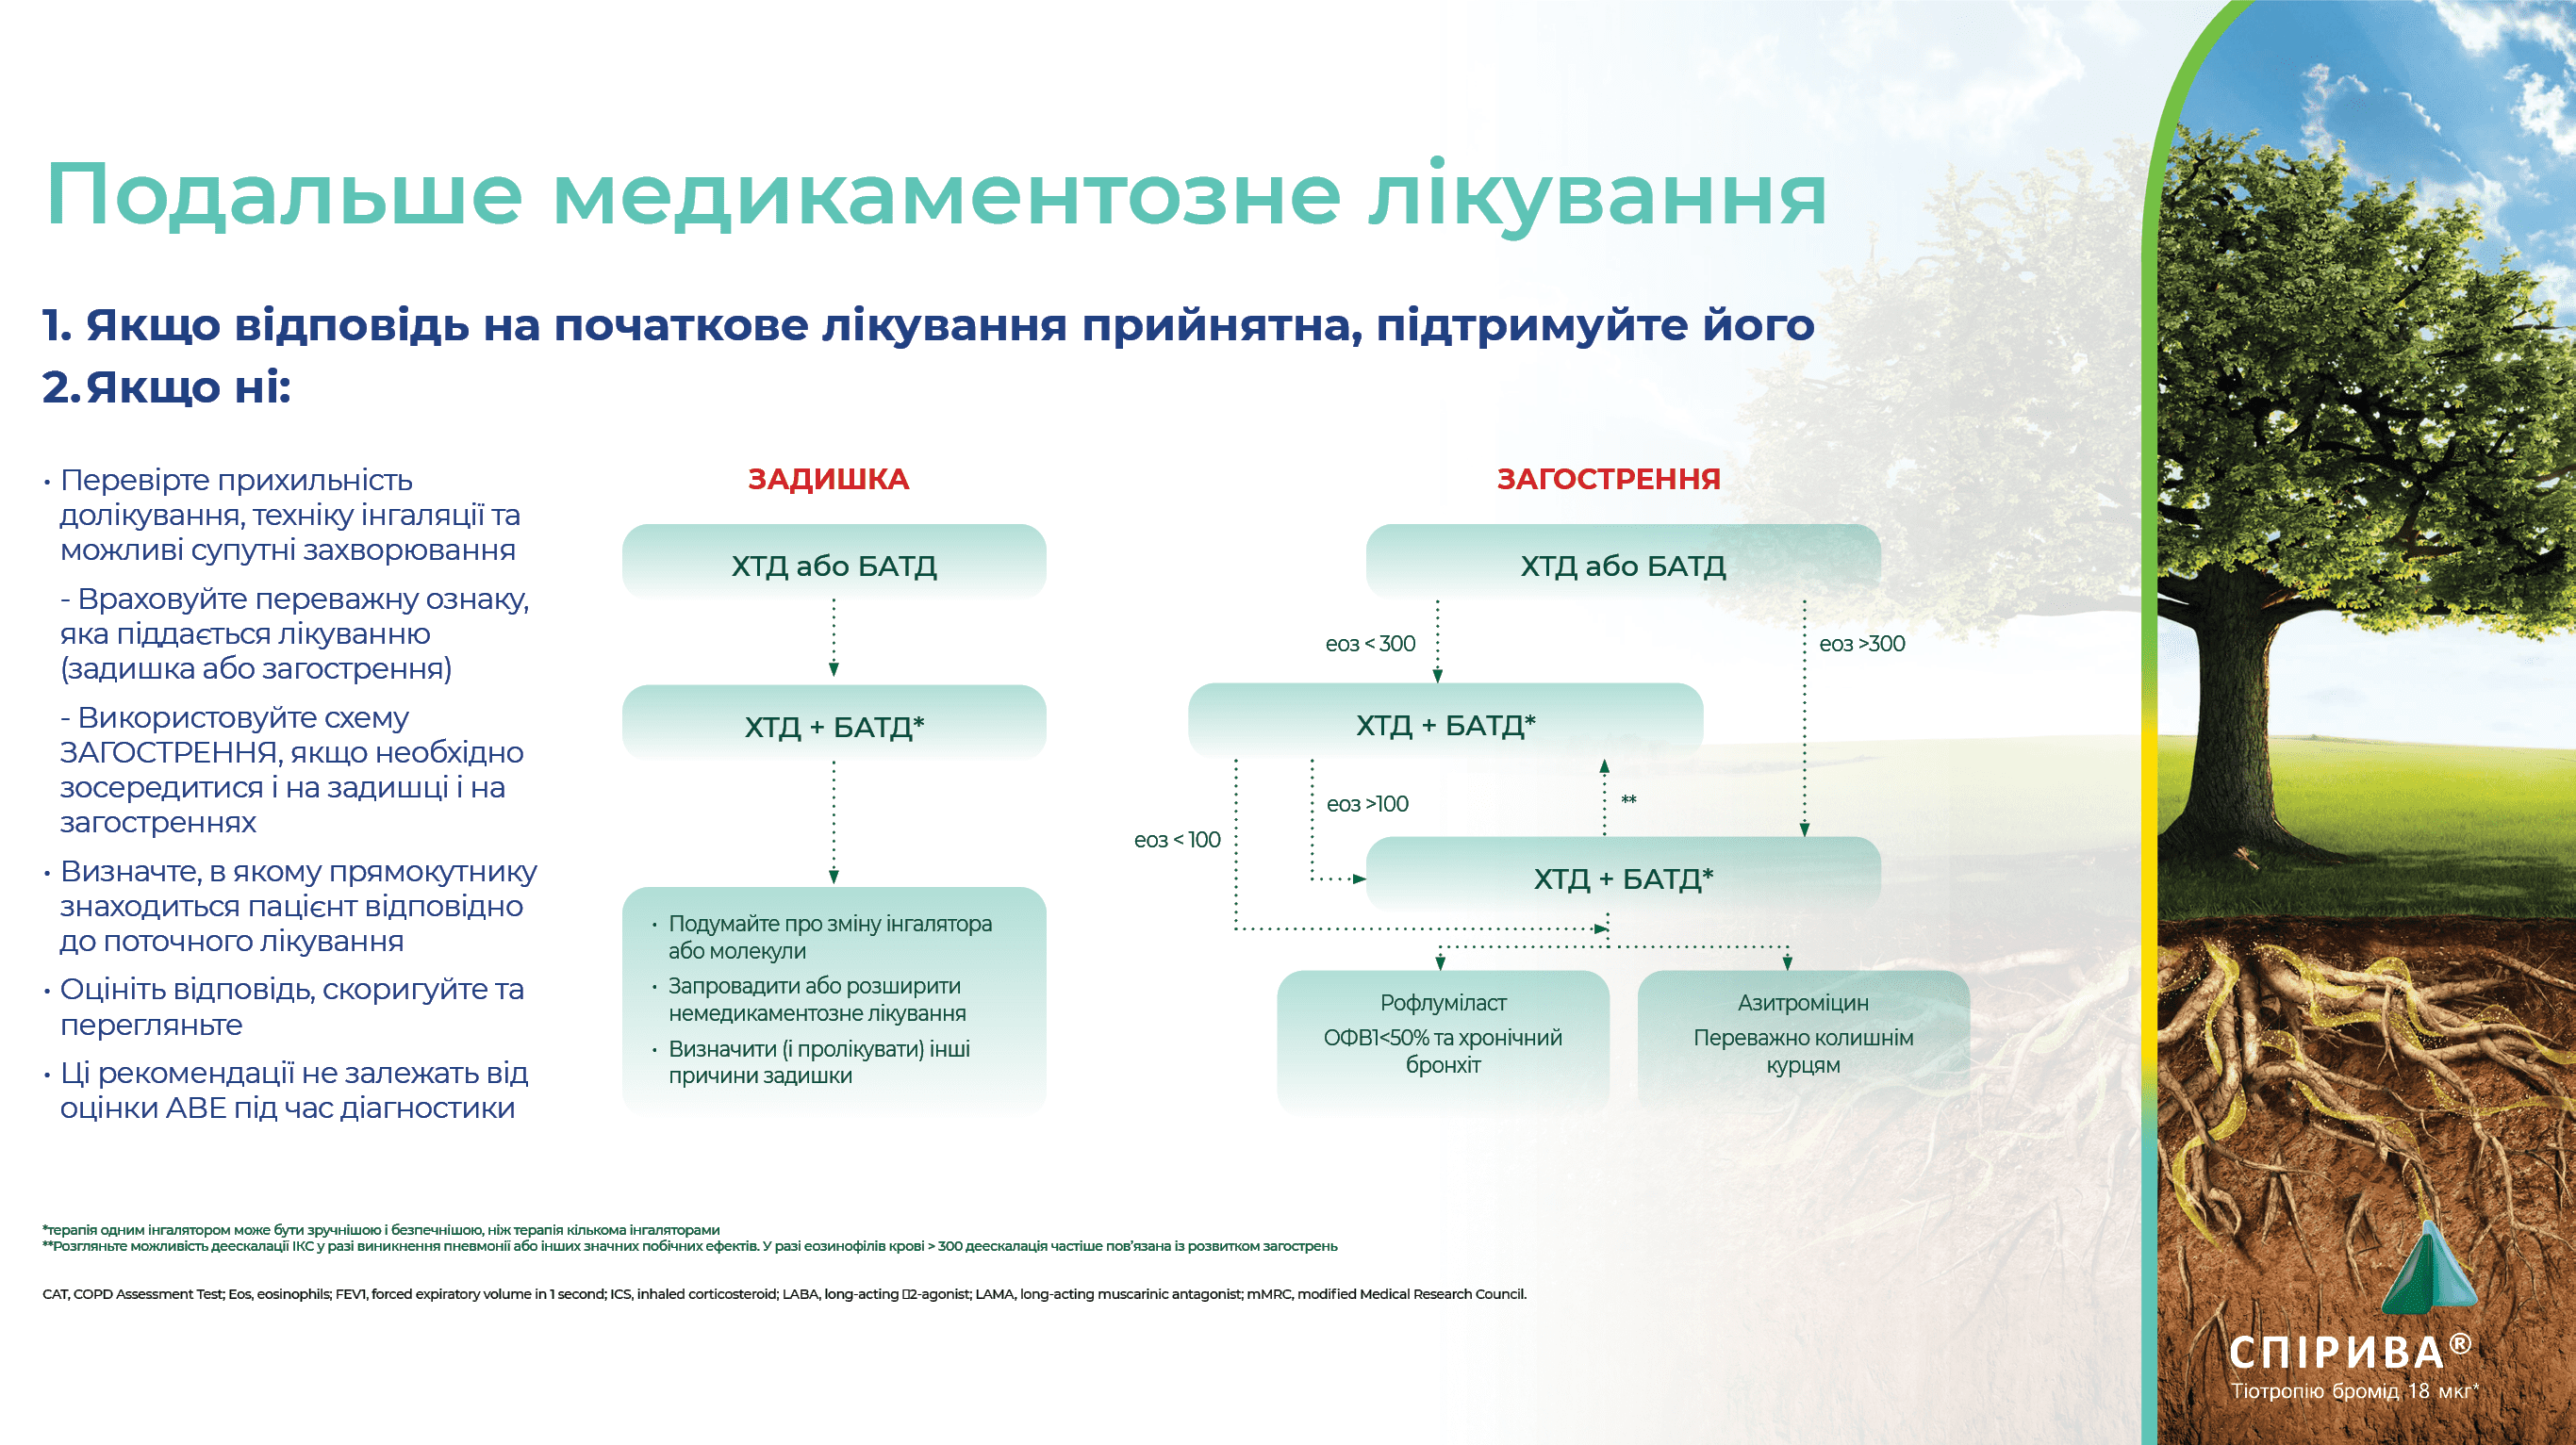 Подальше медикаментозне лікування
1. Якщо відповідь на початкове лікування прийнятна, підтримуйте його
2. Якщо ні:
• Перевірте прихильність
долікування, техніку інгаляції та
можливі супутні захворювання
- Враховуйте переважну ознаку,
яка піддається лікуванню
(задишка або загострення)
- Використовуйте схему
ЗАГОСТРЕННЯ, якщо необхідно
зосередитися і на задишці і на
загостреннях
• Визначте, в якому прямокутнику
знаходиться пацієнт відповідно
до поточного лікування
• Оцініть відповідь, скоригуйте та
перегляньте
• Ці рекомендації не залежать від
оцінки ABE під час діагностики
ЗАДИШКА
ХТД або БАТД
ХТД + БАТД*
• Подумайте про зміну інгалятора
або молекули
• Запровадити або розширити
немедикаментозне лікування
• Визначити (і пролікувати) інші
причини задишки
ЗАГОСТРЕННЯ
ХТД або БАТД
еоз < 300
еоз >300
ХТД + БАТД*
еоз >100
**
еоз < 100
ХТД + БАТД*
Рофлуміласт
ОФВ1<50% та хронічний
бронхіт
Азитроміцин
Переважно колишнім
курцям
*терапія одним інгалятором може бути зручнішою і безпечнішою, ніж терапія кількома інгаляторами
**Розгляньте можливість деескалації ІКС у разі виникнення пневмонії або інших значних побічних ефектів. У разі еозинофілів крові > 300 деескалація частіше пов’язана із розвитком загострень
CAT, COPD Assessment Test; Eos, eosinophils; FEV1, forced expiratory volume in 1 second; ICS, inhaled corticosteroid; LABA, long-acting □2-agonist; LAMA, long-acting muscarinic antagonist; mMRC, modified Medical Research Council.
СПІРИВА®
Тіотропію бромід 18 мкг*